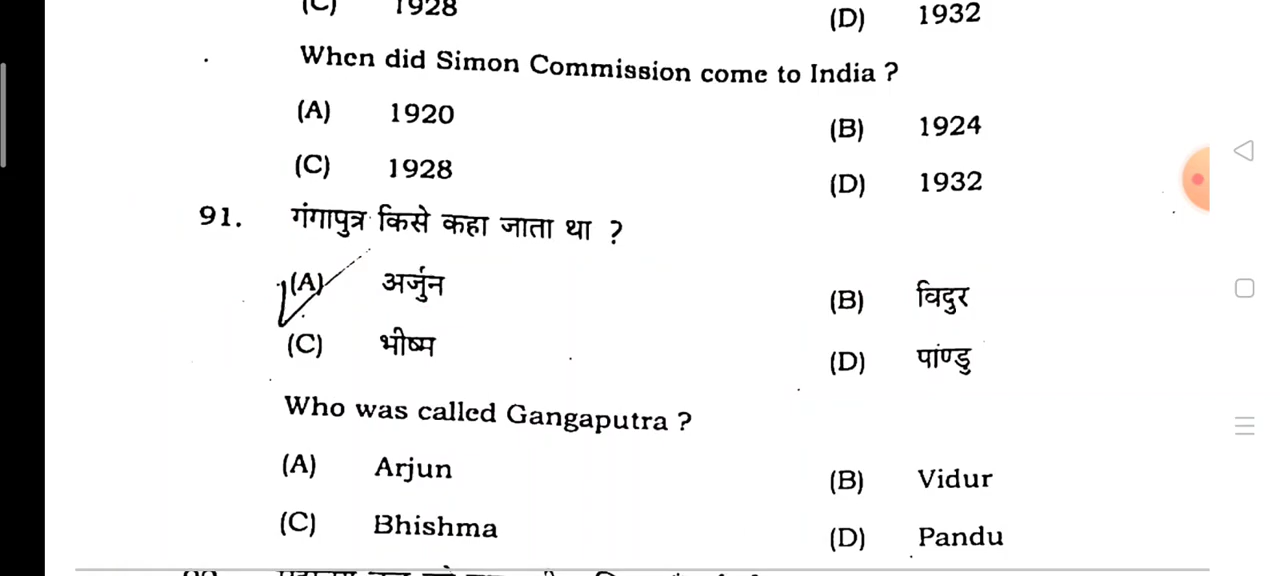 (C) 1928 (D) 1932
When did Simon Commission come to India ?
(A) 1920 (B) 1924
(C) 1928 (D) 1932
91. गंगापुत्र किसे कहा जाता था ?
(A) अर्जुन (B) विदुर
(C) भीष्म (D) पांण्डु
Who was called Gangaputra ?
(A) Arjun (B) Vidur
(C) Bhishma (D) Pandu